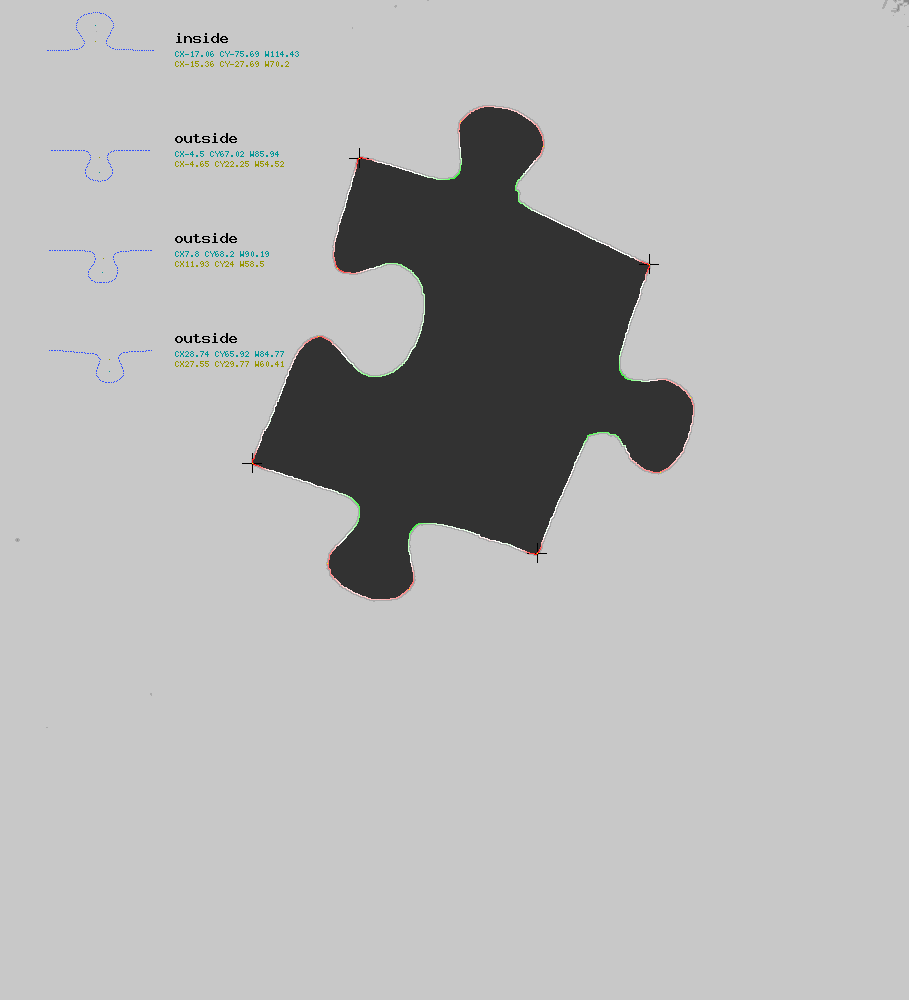 inside
CX-17.06 CY-75.69 W114.43
CX-15.36 CY-27.69 W70.2
outside
CX-4.5 CY67.02 W85.94
CX-4.65 CY22.25 W54.52
outside
CX7.8 CY68.2 W90.19
CX11.93 CY24 W58.5
outside
CX28.74 CY65.92 W84.77
CX27.55 CY29.77 W60.41